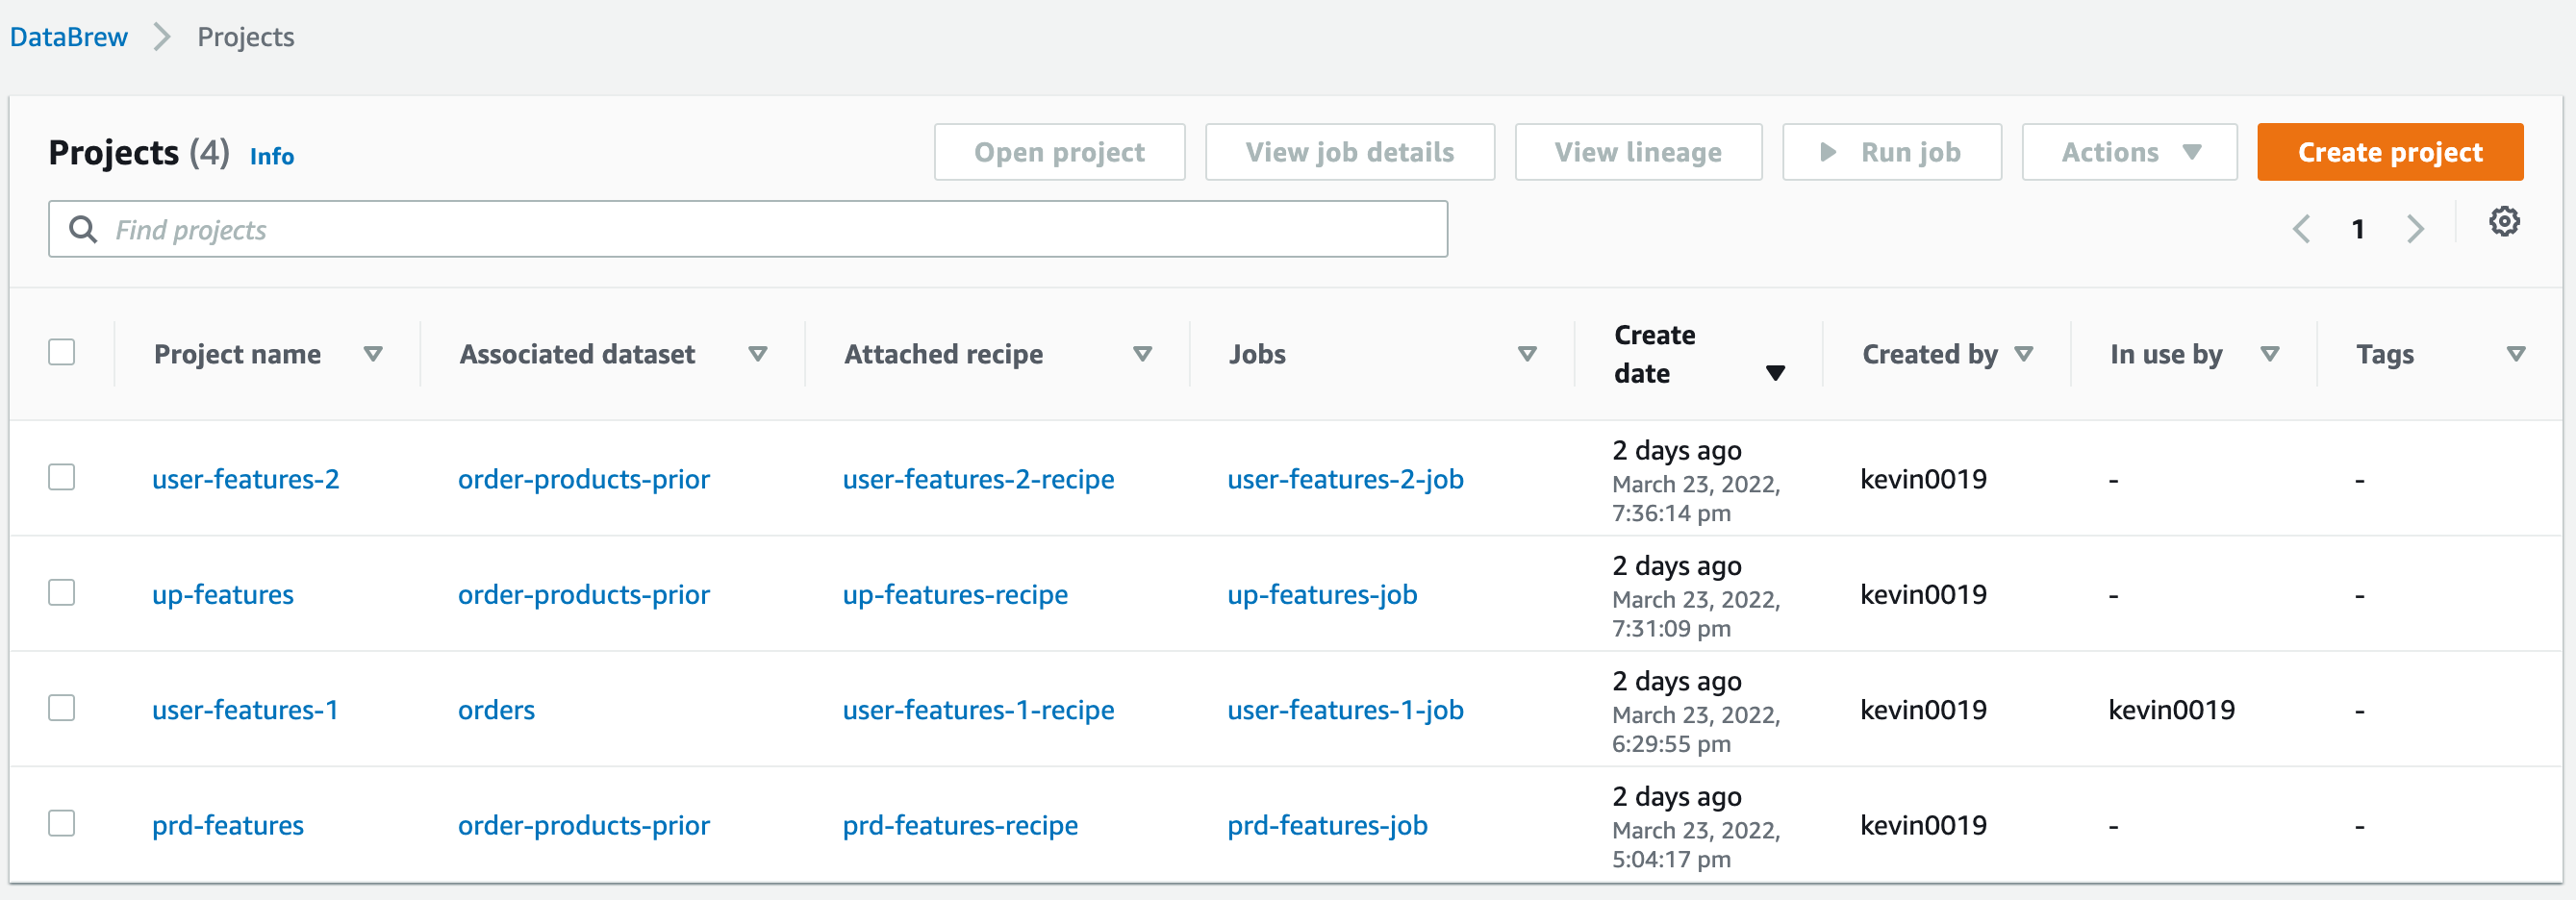 DataBrew > Projects
Projects (4) Info
Open project
View job details
View lineage
Run job
Actions
Create project
Find projects
1
Project name Associated dataset Attached recipe Jobs Create date Created by In use by Tags
user-features-2 order-products-prior user-features-2-recipe user-features-2-job 2 days ago kevin0019 - -
March 23, 2022,
7:36:14 pm
up-features order-products-prior up-features-recipe up-features-job 2 days ago kevin0019 - -
March 23, 2022,
7:31:09 pm
user-features-1 orders user-features-1-recipe user-features-1-job 2 days ago kevin0019 kevin0019 -
March 23, 2022,
6:29:55 pm
prd-features order-products-prior prd-features-recipe prd-features-job 2 days ago kevin0019 - -
March 23, 2022,
5:04:17 pm